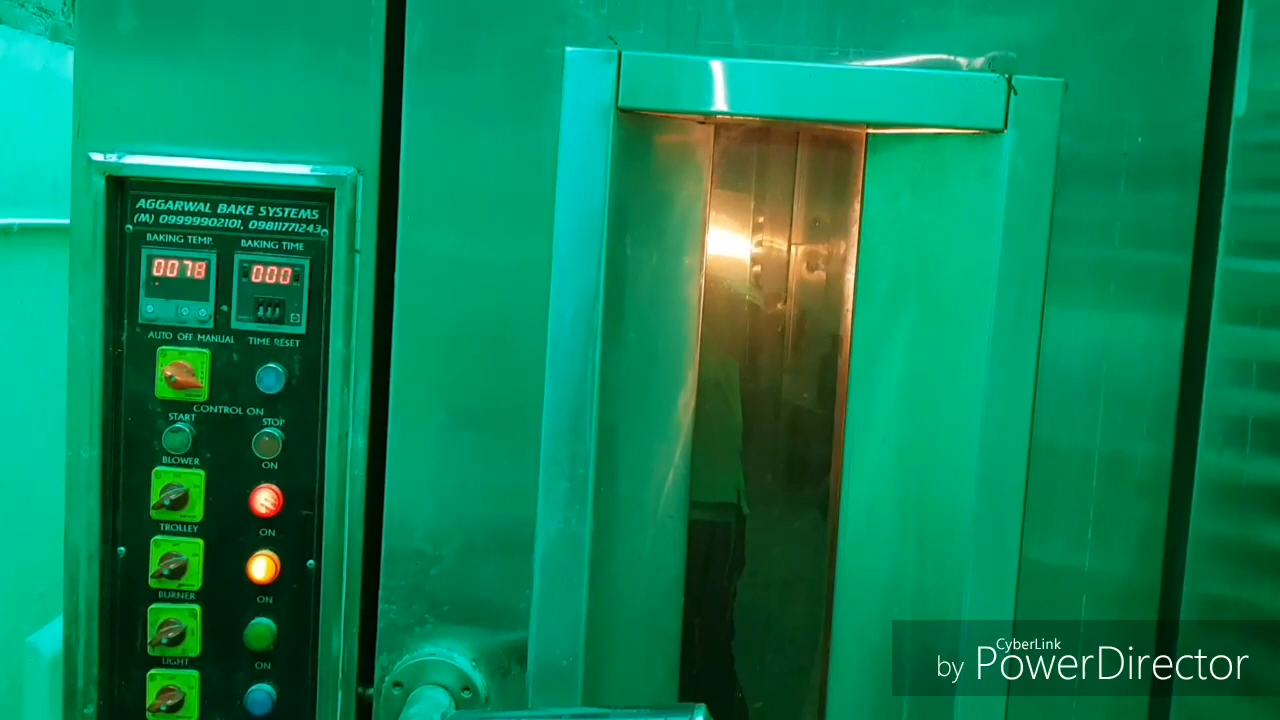 AGGARWAL BAKE SYSTEMS
(M) 09999902101, 09811771243
BAKING TEMP. BAKING TIME
0078 000
AUTO OFF MANUAL TIME RESET
CONTROL ON
START STOP
BLOWER ON
TROLLEY ON
BURNER ON
LIGHT ON
CyberLink
by PowerDirector